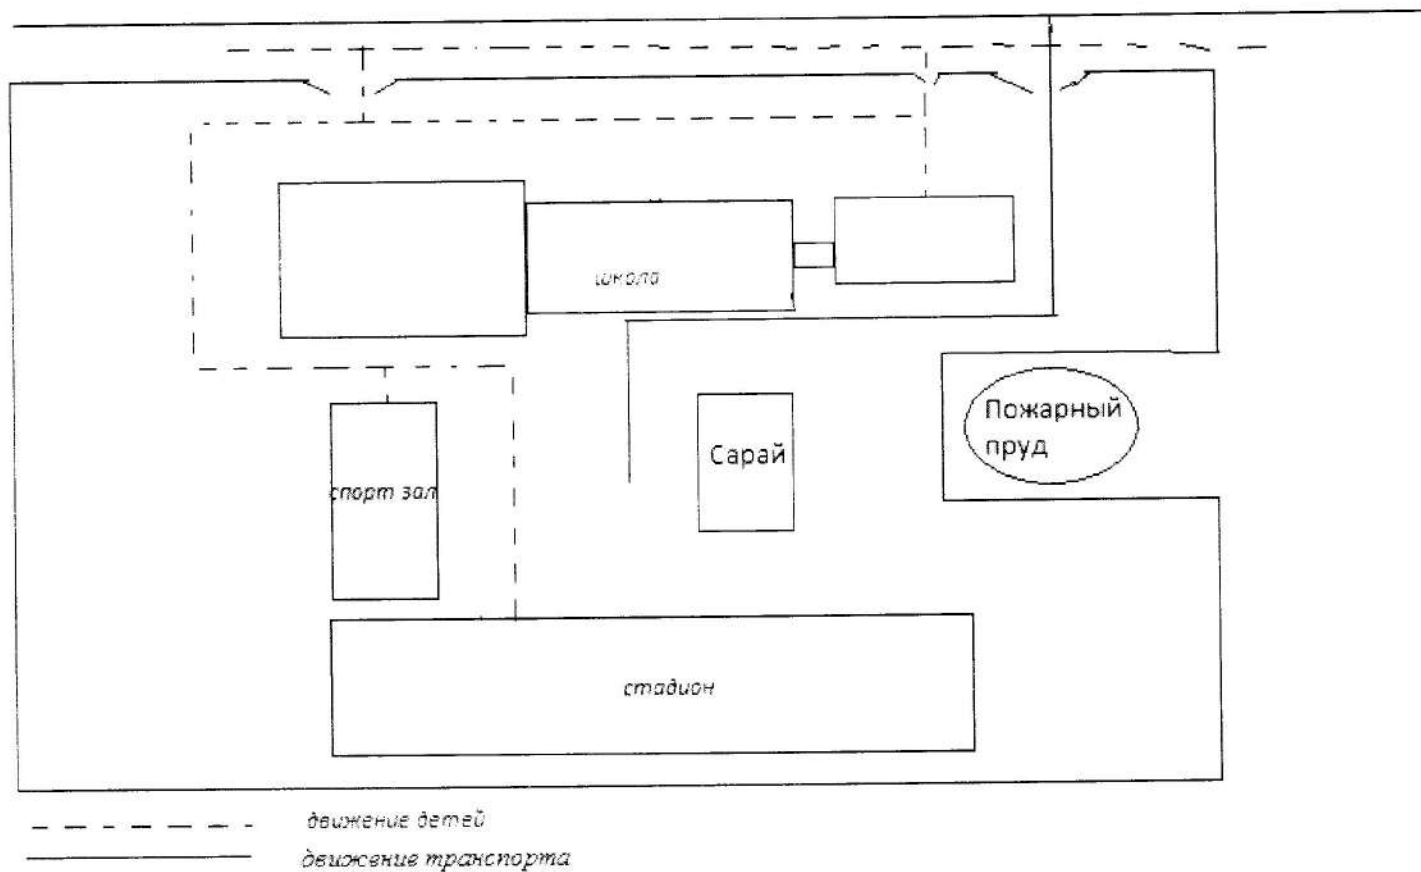 школа
Пожарный
пруд
Сарай
спорт зал
стадион
движение детей
движение транспорта